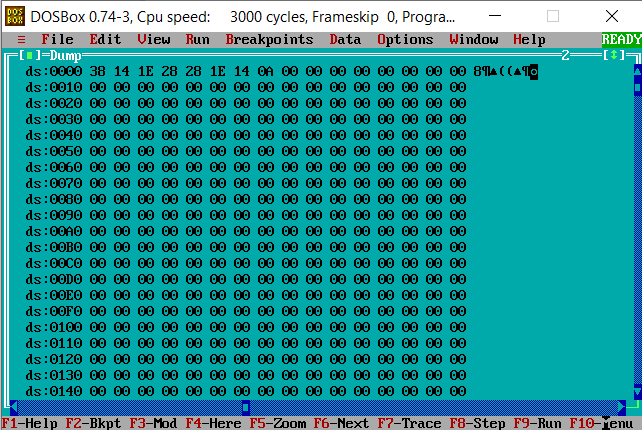 DOSBox 0.74-3, Cpu speed: 3000 cycles, Frameskip 0, Progra...
≡ File Edit View Run Breakpoints Data Options Window Help READY
[■]=Dump 2 [↕]
ds:0000 38 14 1E 28 28 1E 14 0A 00 00 00 00 00 00 00 00 8¶▲((▲¶◙
ds:0010 00 00 00 00 00 00 00 00 00 00 00 00 00 00 00 00
ds:0020 00 00 00 00 00 00 00 00 00 00 00 00 00 00 00 00
ds:0030 00 00 00 00 00 00 00 00 00 00 00 00 00 00 00 00
ds:0040 00 00 00 00 00 00 00 00 00 00 00 00 00 00 00 00
ds:0050 00 00 00 00 00 00 00 00 00 00 00 00 00 00 00 00
ds:0060 00 00 00 00 00 00 00 00 00 00 00 00 00 00 00 00
ds:0070 00 00 00 00 00 00 00 00 00 00 00 00 00 00 00 00
ds:0080 00 00 00 00 00 00 00 00 00 00 00 00 00 00 00 00
ds:0090 00 00 00 00 00 00 00 00 00 00 00 00 00 00 00 00
ds:00A0 00 00 00 00 00 00 00 00 00 00 00 00 00 00 00 00
ds:00B0 00 00 00 00 00 00 00 00 00 00 00 00 00 00 00 00
ds:00C0 00 00 00 00 00 00 00 00 00 00 00 00 00 00 00 00
ds:00D0 00 00 00 00 00 00 00 00 00 00 00 00 00 00 00 00
ds:00E0 00 00 00 00 00 00 00 00 00 00 00 00 00 00 00 00
ds:00F0 00 00 00 00 00 00 00 00 00 00 00 00 00 00 00 00
ds:0100 00 00 00 00 00 00 00 00 00 00 00 00 00 00 00 00
ds:0110 00 00 00 00 00 00 00 00 00 00 00 00 00 00 00 00
ds:0120 00 00 00 00 00 00 00 00 00 00 00 00 00 00 00 00
ds:0130 00 00 00 00 00 00 00 00 00 00 00 00 00 00 00 00
ds:0140 00 00 00 00 00 00 00 00 00 00 00 00 00 00 00 00
F1-Help F2-Bkpt F3-Mod F4-Here F5-Zoom F6-Next F7-Trace F8-Step F9-Run F10-Menu